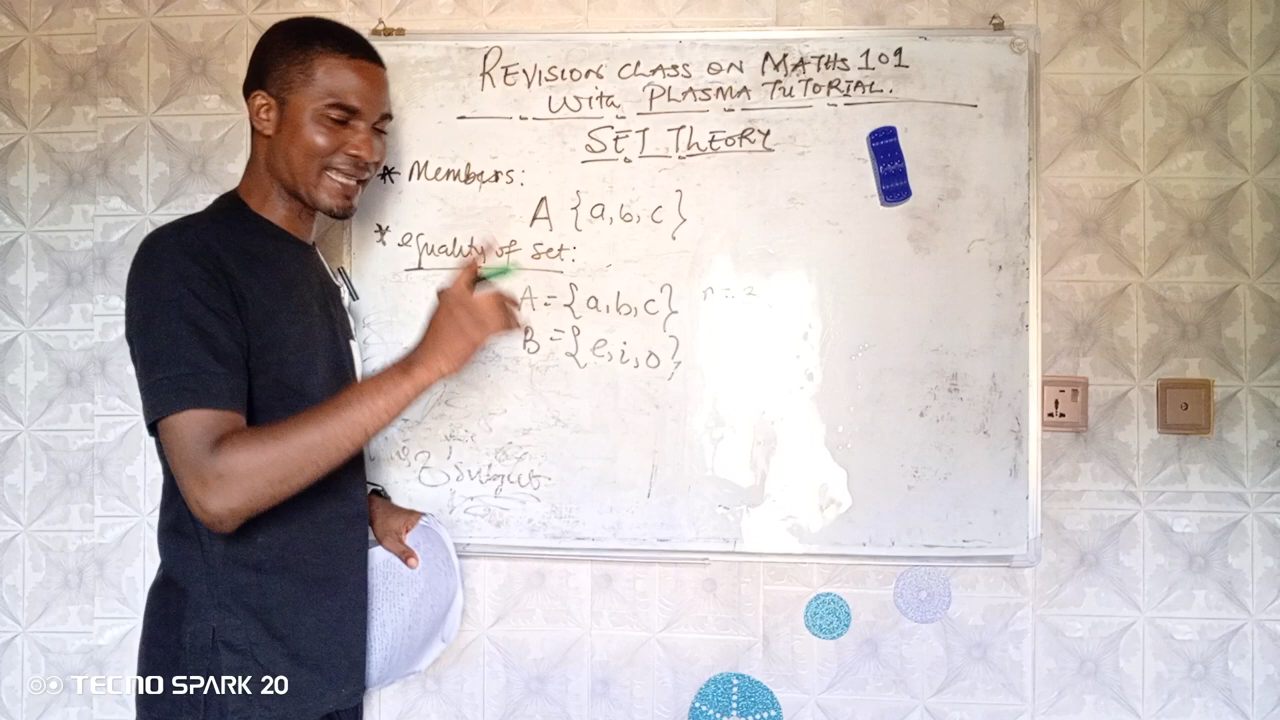 REVISION CLASS ON MATHS 101
With PLASMA TUTORIAL.
SET THEORY
* Members:
A {a, b, c}
* equality of set:
A = {a, b, c}
B = {e, i, o}
TECNO SPARK 20